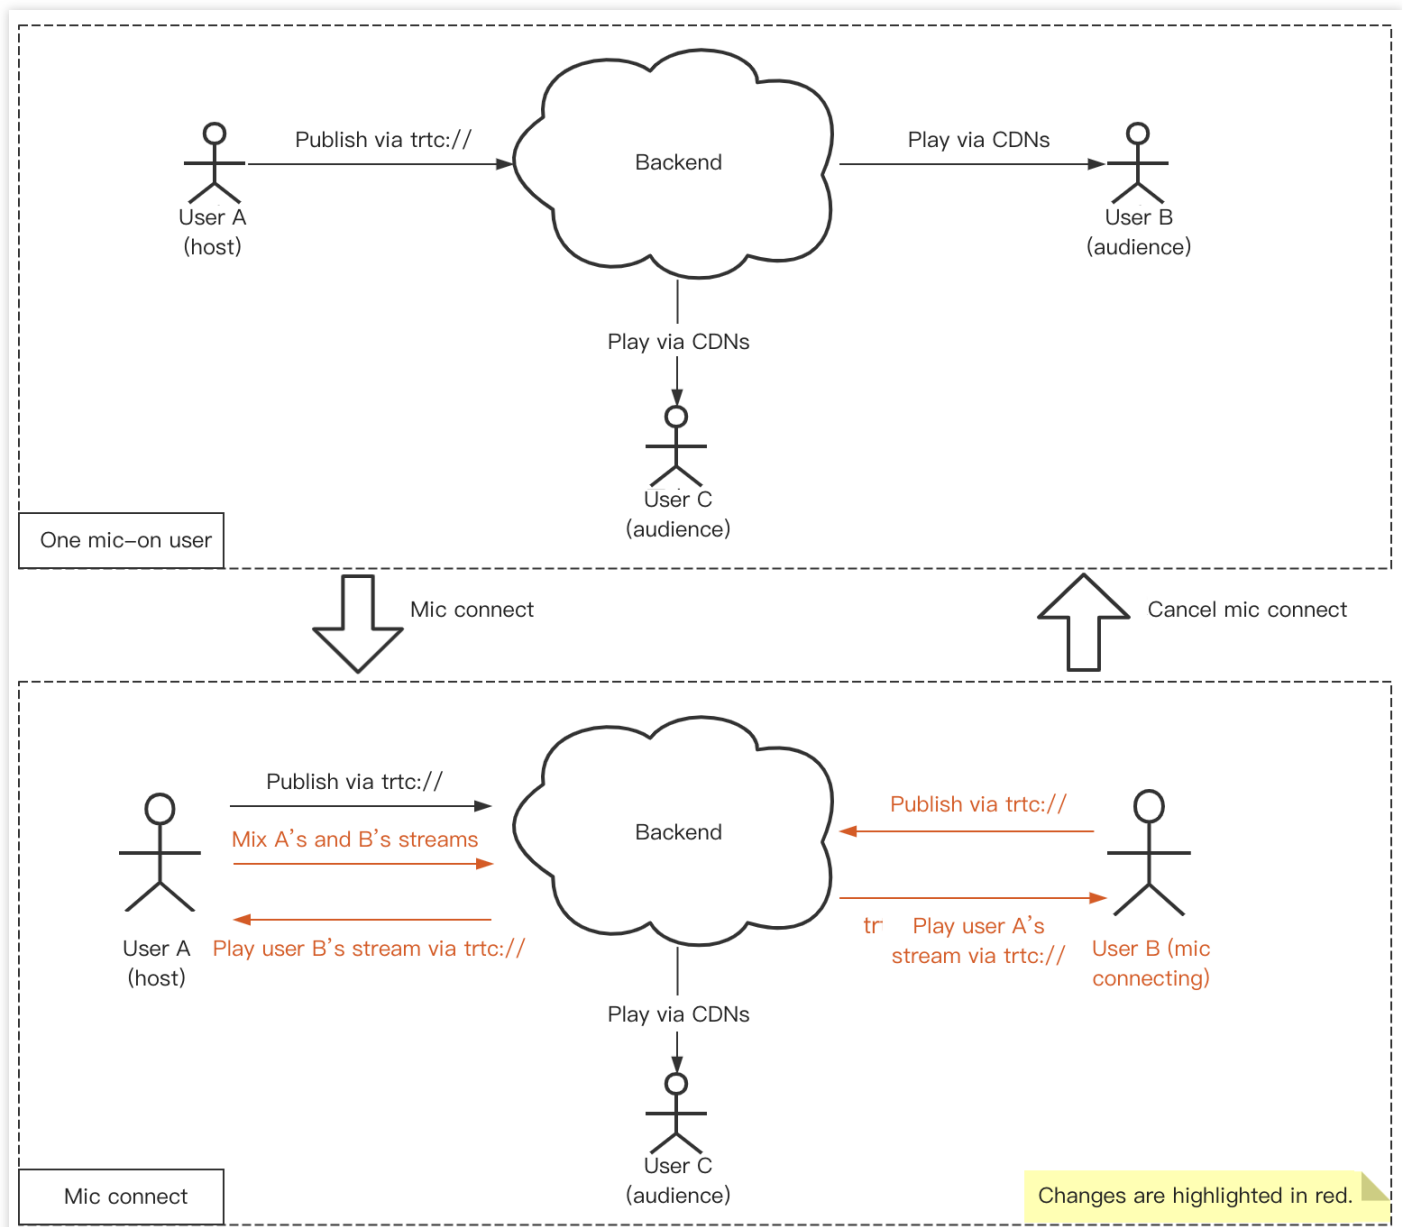 Publish via trtc://
Backend
Play via CDNs
User A
(host)
User B
(audience)
Play via CDNs
User C
(audience)
One mic-on user
Mic connect
Cancel mic connect
Publish via trtc://
Mix A's and B's streams
Play user B's stream via trtc://
User A
(host)
Backend
Publish via trtc://
tr
Play user A's
stream via trtc://
User B (mic
connecting)
Play via CDNs
User C
(audience)
Mic connect
Changes are highlighted in red.